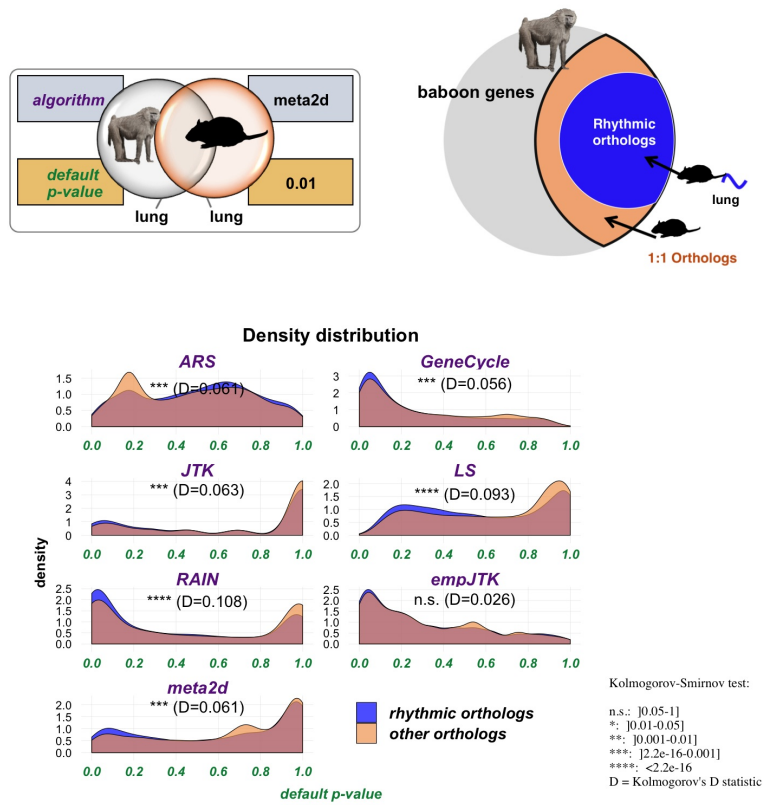 algorithm
meta2d
default
p-value
0.01
lung
lung
baboon genes
Rhythmic
orthologs
lung
1:1 Orthologs
Density distribution
ARS
*** (D=0.061)
1.5
1.0
0.5
0.0
0.0 0.2 0.4 0.6 0.8 1.0
GeneCycle
*** (D=0.056)
3
2
1
0
0.0 0.2 0.4 0.6 0.8 1.0
JTK
*** (D=0.063)
4
3
2
1
0
0.0 0.2 0.4 0.6 0.8 1.0
LS
**** (D=0.093)
2.0
1.5
1.0
0.5
0.0
0.0 0.2 0.4 0.6 0.8 1.0
density
RAIN
**** (D=0.108)
2.5
2.0
1.5
1.0
0.5
0.0
0.0 0.2 0.4 0.6 0.8 1.0
empJTK
n.s. (D=0.026)
2.5
2.0
1.5
1.0
0.5
0.0
0.0 0.2 0.4 0.6 0.8 1.0
meta2d
*** (D=0.061)
2.0
1.5
1.0
0.5
0.0
0.0 0.2 0.4 0.6 0.8 1.0
default p-value
rhythmic orthologs
other orthologs
Kolmogorov-Smirnov test:
n.s.: ]0.05-1]
*: ]0.01-0.05]
**: ]0.001-0.01]
***: ]2.2e-16-0.001]
****: <2.2e-16
D = Kolmogorov's D statistic